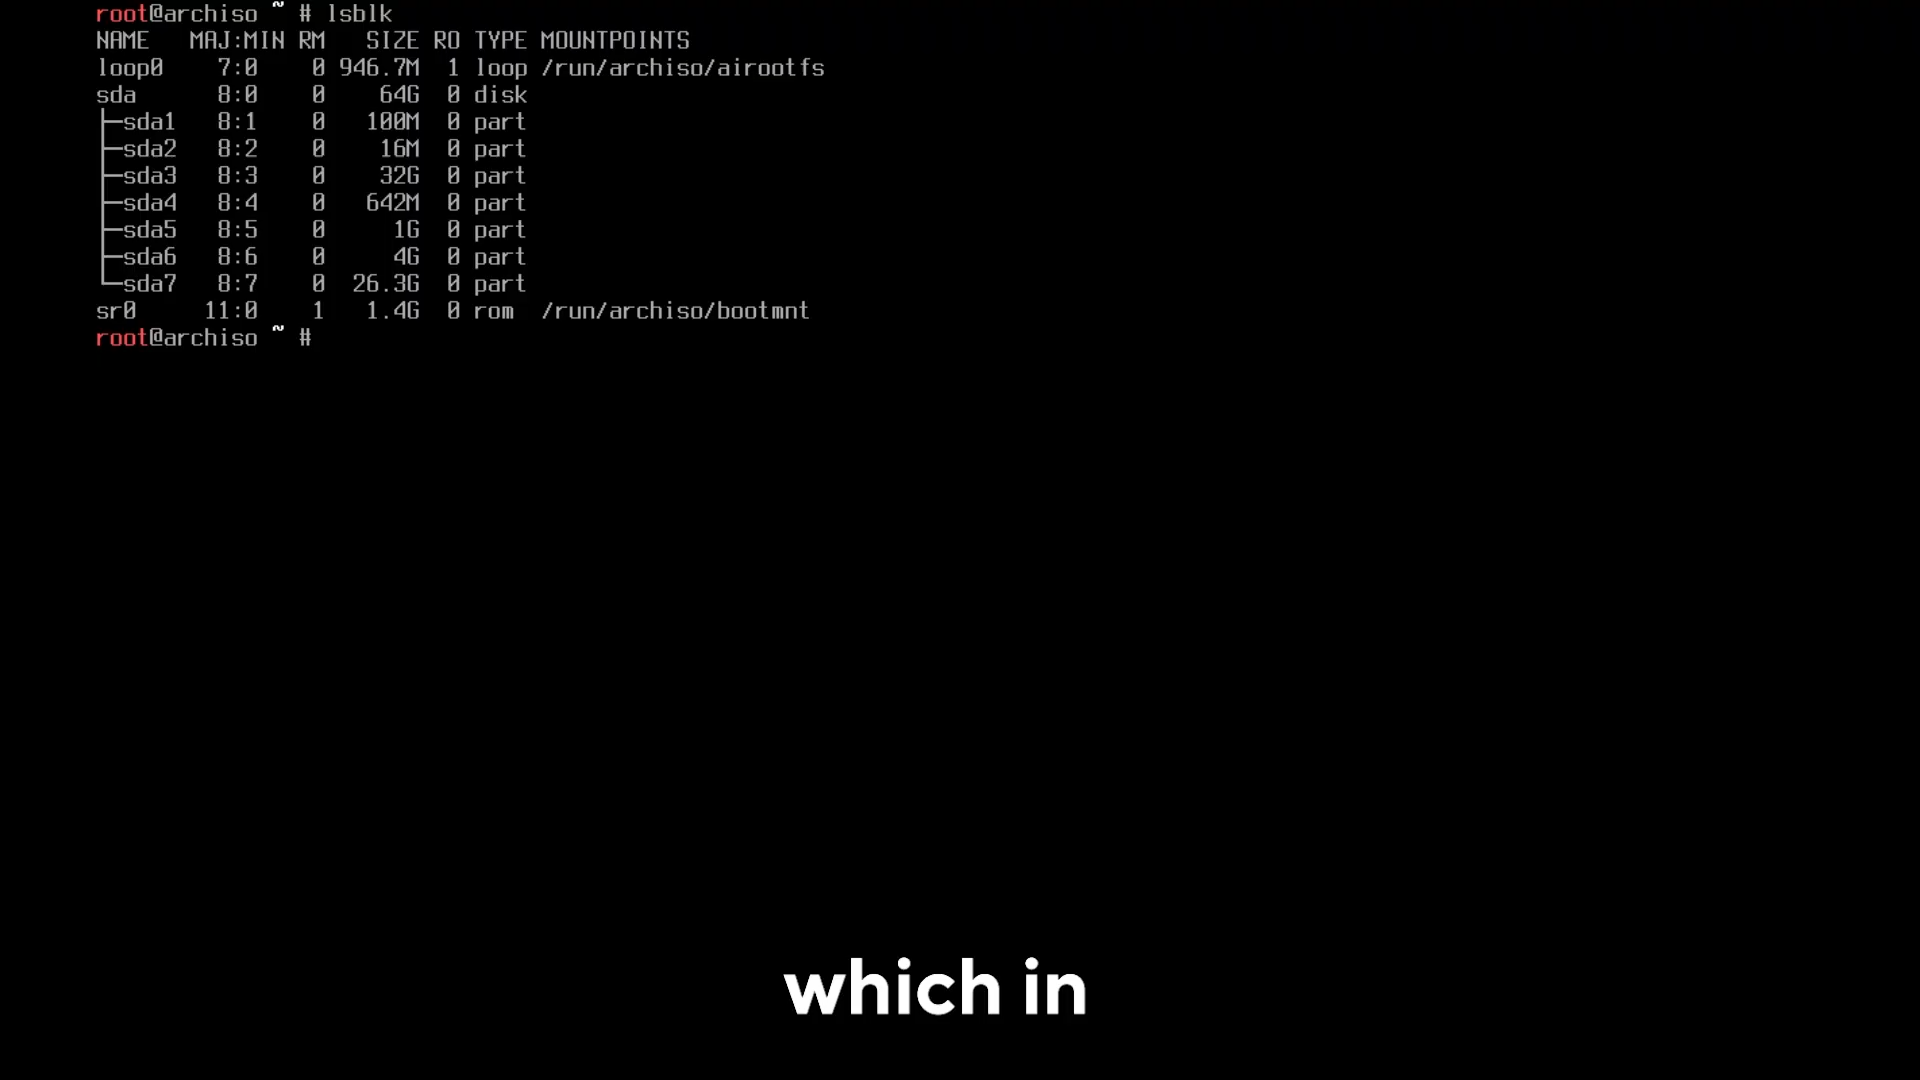 root@archiso ~ # lsblk
NAME   MAJ:MIN RM   SIZE RO TYPE MOUNTPOINTS
loop0    7:0    0 946.7M  1 loop /run/archiso/airootfs
sda      8:0    0    64G  0 disk
├─sda1   8:1    0   100M  0 part
├─sda2   8:2    0    16M  0 part
├─sda3   8:3    0    32G  0 part
├─sda4   8:4    0   642M  0 part
├─sda5   8:5    0     1G  0 part
├─sda6   8:6    0     4G  0 part
└─sda7   8:7    0  26.3G  0 part
sr0     11:0    1   1.4G  0 rom  /run/archiso/bootmnt
root@archiso ~ #
which in